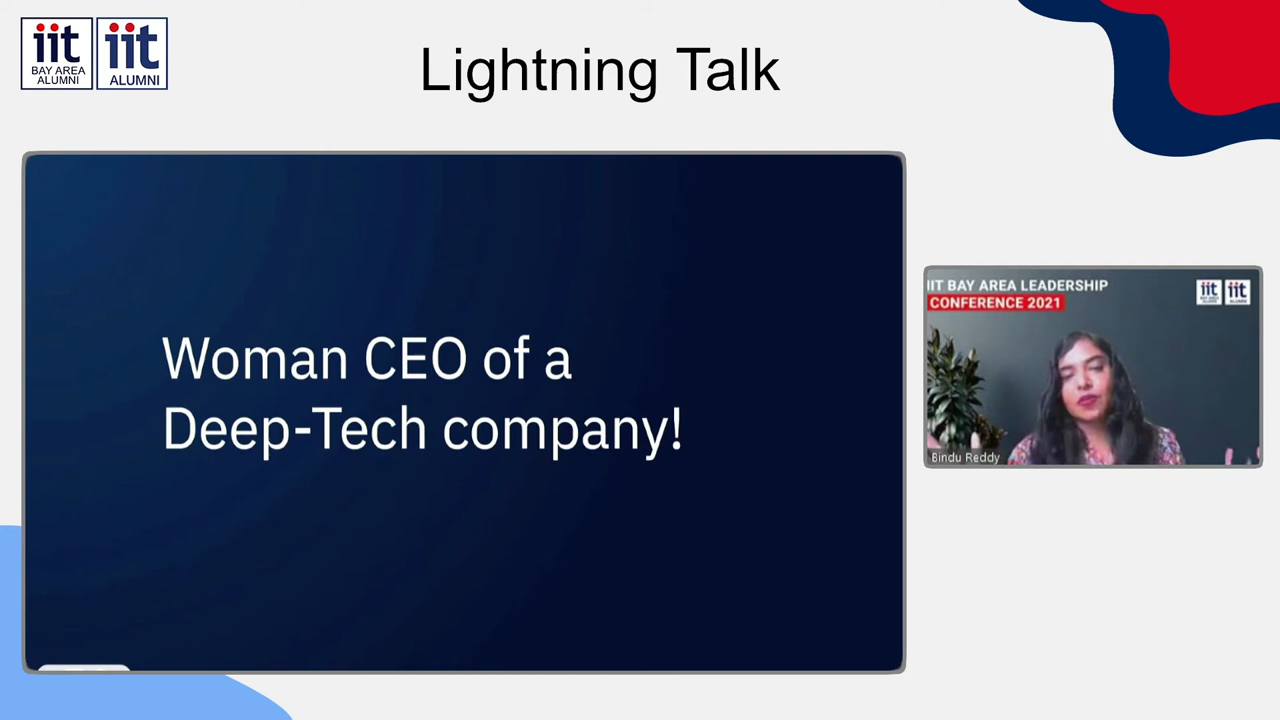 iit
BAY AREA
ALUMNI
iit
ALUMNI
Lightning Talk
Woman CEO of a
Deep-Tech company!
IIT BAY AREA LEADERSHIP
CONFERENCE 2021
iit
iit
Bindu Reddy